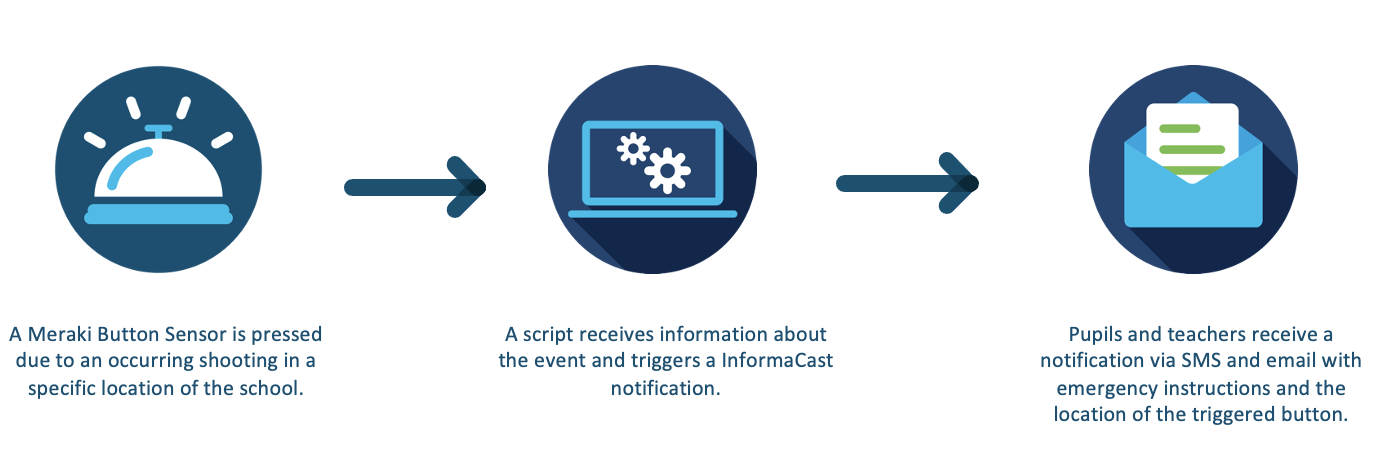 A Meraki Button Sensor is pressed
due to an occurring shooting in a
specific location of the school.
A script receives information about
the event and triggers a InformaCast
notification.
Pupils and teachers receive a
notification via SMS and email with
emergency instructions and the
location of the triggered button.